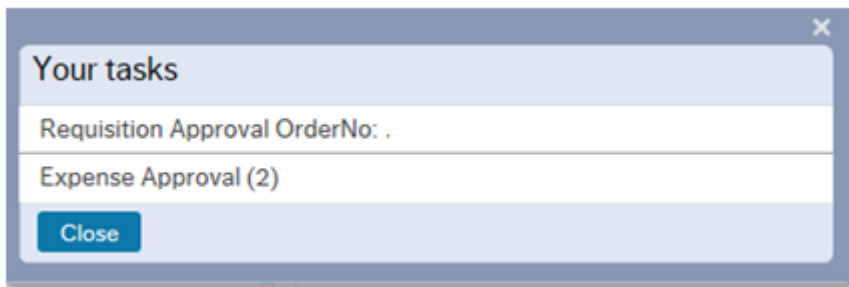 Your tasks
Requisition Approval OrderNo: .
Expense Approval (2)
Close